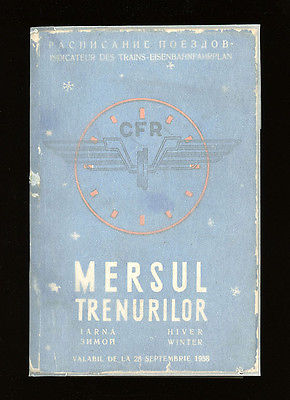 РАСПИСАНИЕ ПОЕЗДОВ-
INDICATEUR DES TRAINS-EISENBAHNFAHRPLAN
CFR
MERSUL
TRENURILOR
IARNA HIVER
ЗИМОЙ WINTER
VALABIL DE LA 28 SEPTEMBRIE 1958